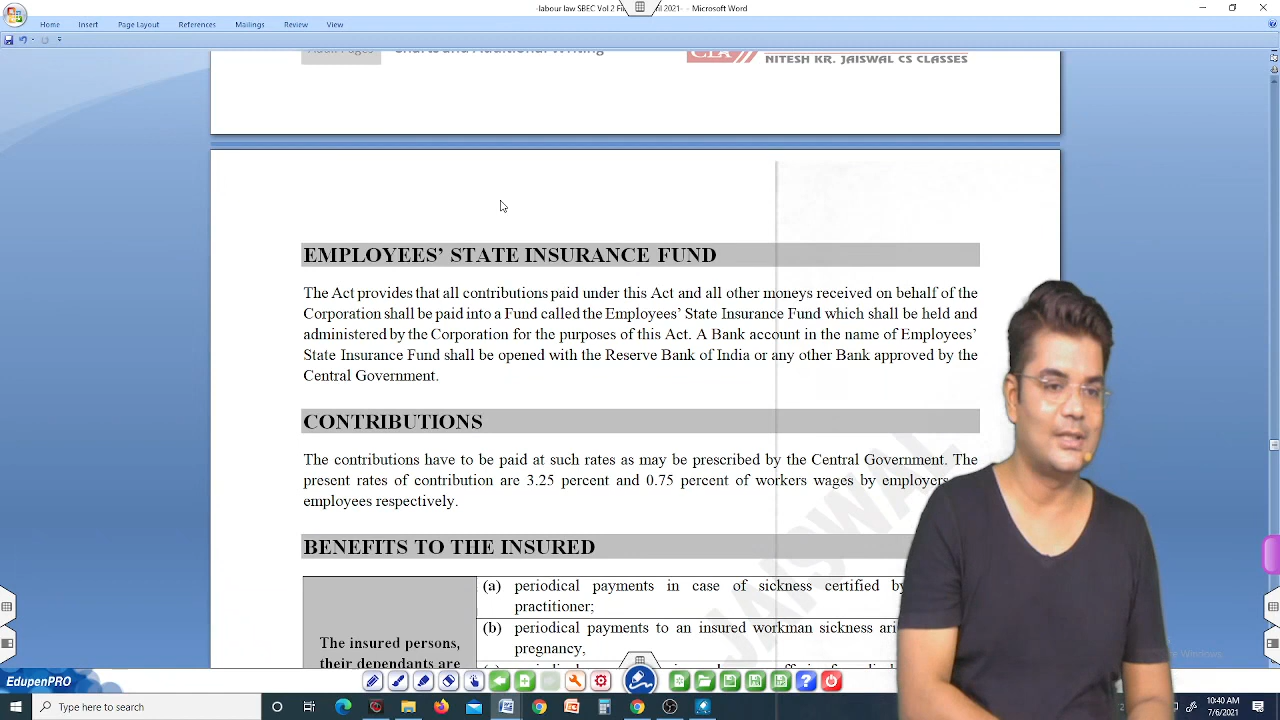 -labour law SBEC Vol 2 Fi il 2021- - Microsoft Word
Home Insert Page Layout References Mailings Review View
NITESH KR. JAISWAL CS CLASSES
EMPLOYEES’ STATE INSURANCE FUND
The Act provides that all contributions paid under this Act and all other moneys received on behalf of the
Corporation shall be paid into a Fund called the Employees’ State Insurance Fund which shall be held and
administered by the Corporation for the purposes of this Act. A Bank account in the name of Employees’
State Insurance Fund shall be opened with the Reserve Bank of India or any other Bank approved by the
Central Government.
CONTRIBUTIONS
The contributions have to be paid at such rates as may be prescribed by the Central Government. The
present rates of contribution are 3.25 percent and 0.75 percent of workers wages by employers
employees respectively.
BENEFITS TO THE INSURED
The insured persons,
their dependants are
(a) periodical payments in case of sickness certified by
practitioner;
(b) periodical payments to an insured workman sickness ari
pregnancy,
JAISWAL
Windows
EdupenPRO
Type here to search
10:40 AM
7/6/2021